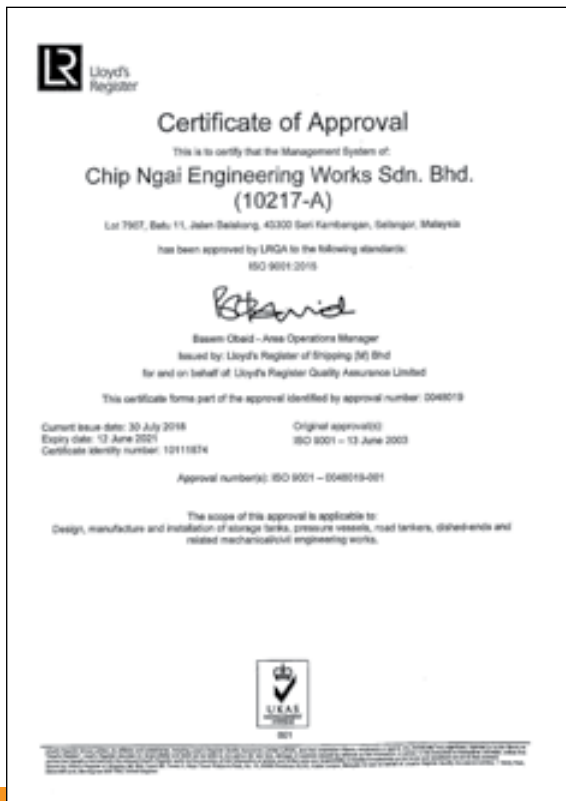 LR
Lloyd's
Register
Certificate of Approval
This is to certify that the Management System of:
Chip Ngai Engineering Works Sdn. Bhd.
(10217-A)
Lot 7907, Batu 11, Jalan Balakong, 43300 Seri Kembangan, Selangor, Malaysia
has been approved by LRQA to the following standards:
ISO 9001:2015
Basem Obaid - Area Operations Manager
Issued by: Lloyd's Register of Shipping (M) Bhd
for and on behalf of: Lloyd's Register Quality Assurance Limited
This certificate forms part of the approval identified by approval number: 0048019
Current issue date: 30 July 2018
Expiry date: 12 June 2021
Certificate identity number: 10111874
Original approval(s):
ISO 9001 – 13 June 2003
Approval number(s): ISO 9001 – 0048019-001
The scope of this approval is applicable to:
Design, manufacture and installation of storage tanks, pressure vessels, road tankers, dished-ends and
related mechanical/civil engineering works.
UKAS
001